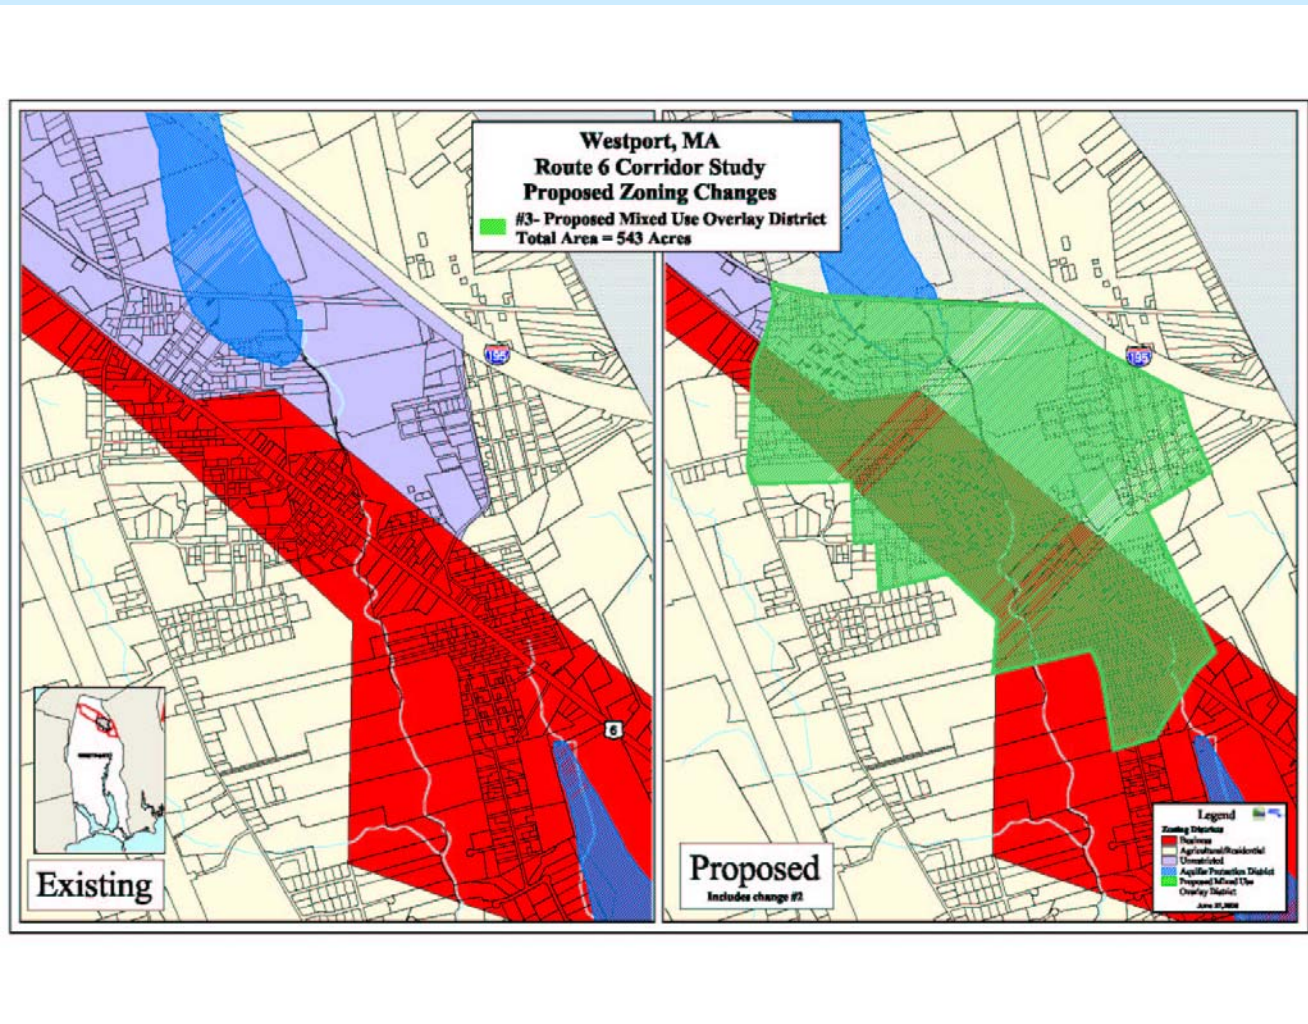 Westport, MA
Route 6 Corridor Study
Proposed Zoning Changes
#3- Proposed Mixed Use Overlay District
Total Area = 543 Acres
195
195
6
WESTPORT
Existing
Proposed
Includes change #2
Legend
Zoning Districts
Business
Agricultural/Residential
Unrestricted
Aquifer Protection District
Proposed Mixed Use
Overlay District